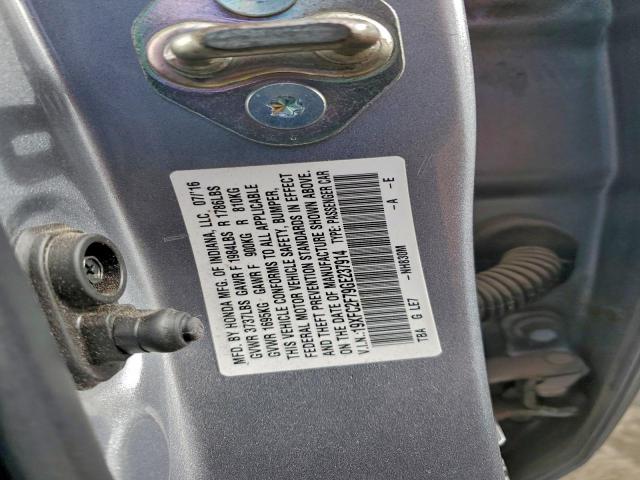 MFD. BY HONDA MFG. OF INDIANA, LLC, 07/16
GVWR 3737LBS GAWR F 1984LBS R 1786LBS
GVWR 1695KG GAWR F 900KG R 810KG
THIS VEHICLE CONFORMS TO ALL APPLICABLE
FEDERAL MOTOR VEHICLE SAFETY, BUMPER,
AND THEFT PREVENTION STANDARDS IN EFFECT
ON THE DATE OF MANUFACTURE SHOWN ABOVE.
V.I.N.:19XFC2F79GE237914 TYPE: PASSENGER CAR
-NH830M -A -E
TBA G LE7